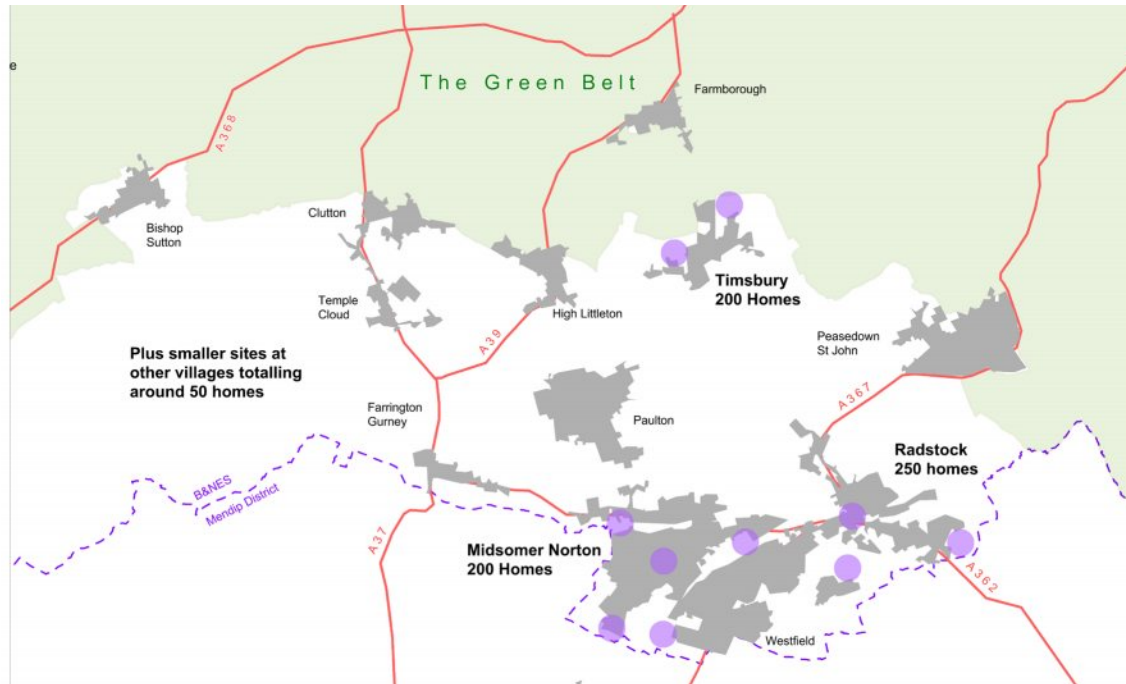 e
The Green Belt
Farmborough
A368
Bishop
Sutton
Clutton
Temple
Cloud
High Littleton
Timsbury
200 Homes
Peasedown
St John
Plus smaller sites at
other villages totalling
around 50 homes
A39
A367
Farrington
Gurney
Paulton
Radstock
250 homes
B&NES
Mendip District
A37
Midsomer Norton
200 Homes
A362
Westfield